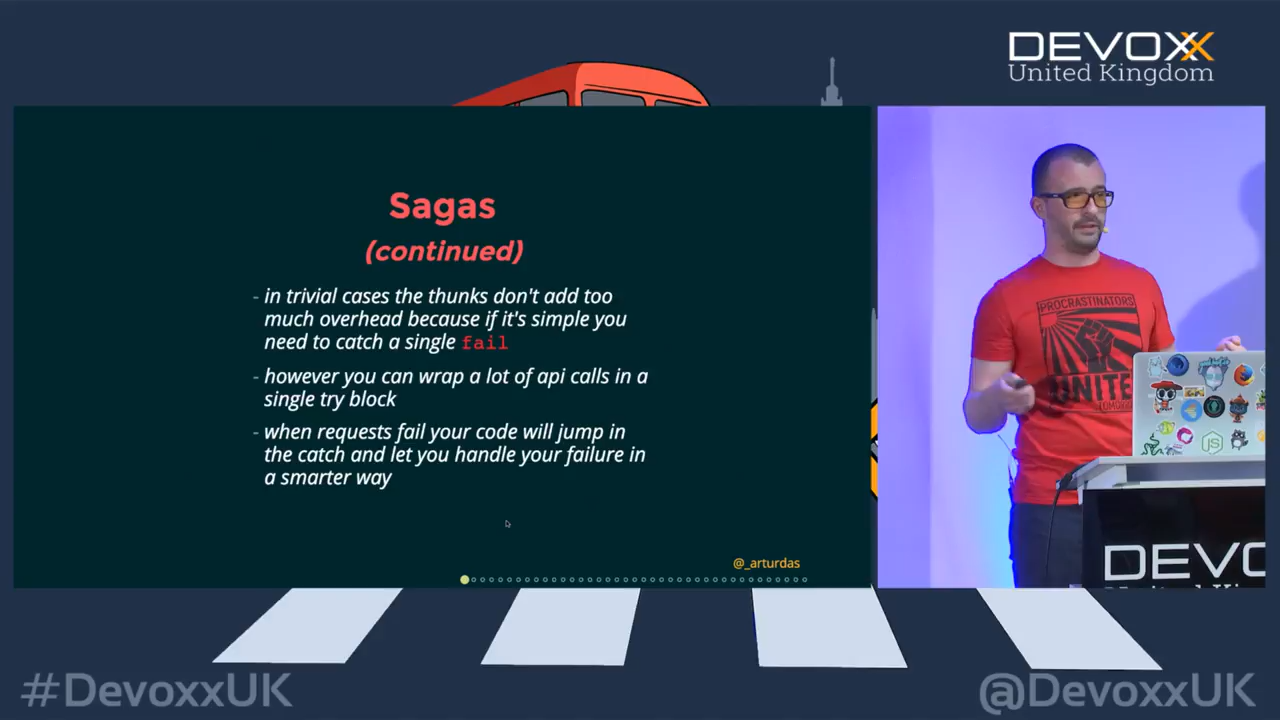 DEVOXX
United Kingdom
Sagas
(continued)
- in trivial cases the thunks don't add too
much overhead because if it's simple you
need to catch a single fail
- however you can wrap a lot of api calls in a
single try block
- when requests fail your code will jump in
the catch and let you handle your failure in
a smarter way
@_arturdas
PROCRASTINATORS
UNITE
TOMORROW
JS
DEVO
#DevoxxUK
@DevoxxUK